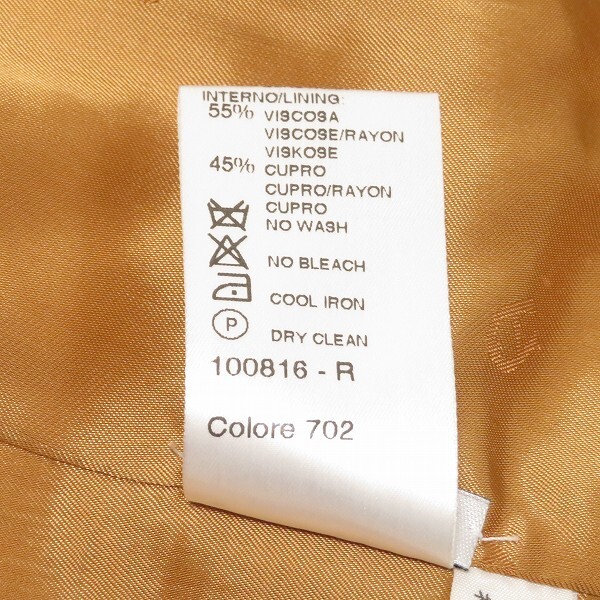 INTERNO/LINING:
55% VISCOSA
VISCOSE/RAYON
VISKOSE
45% CUPRO
CUPRO/RAYON
CUPRO
NO WASH
NO BLEACH
COOL IRON
P DRY CLEAN
100816 - R
Colore 702